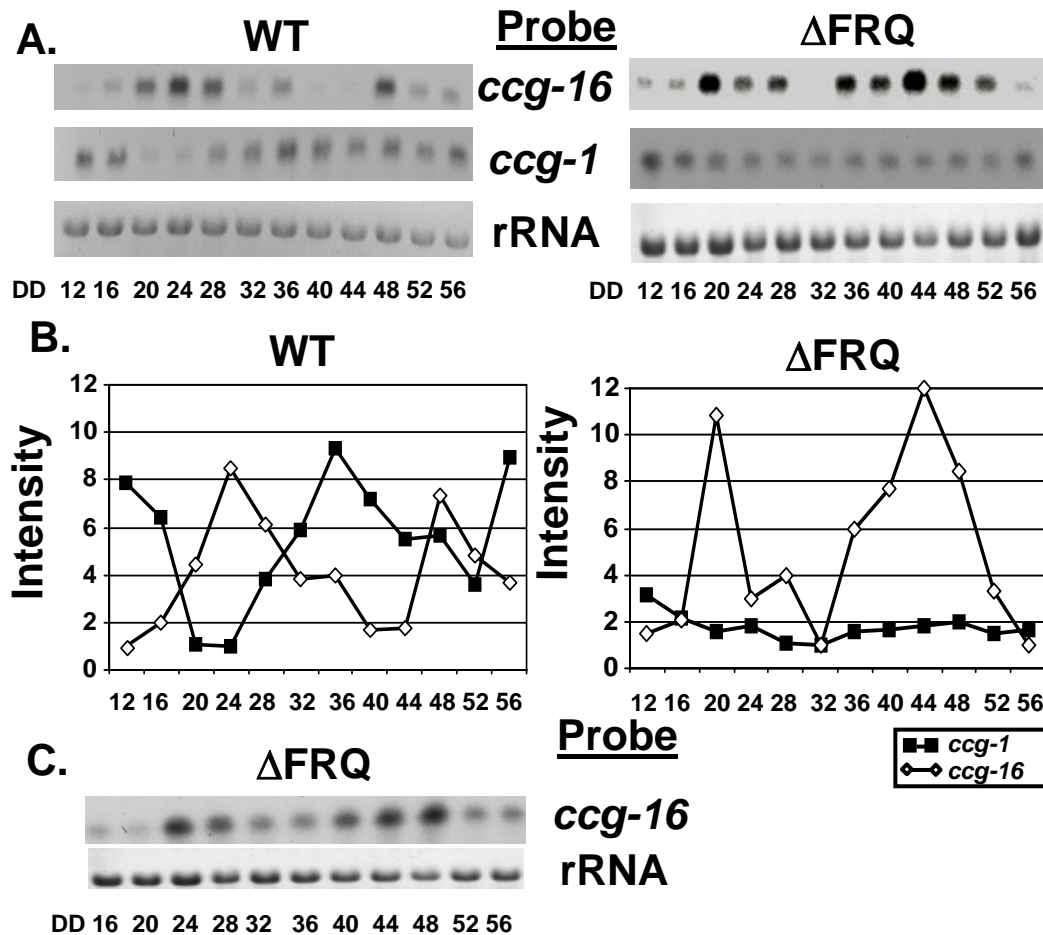 A.
WT
Probe
ΔFRQ
ccg-16
ccg-1
rRNA
DD 12 16 20 24 28 32 36 40 44 48 52 56
DD 12 16 20 24 28 32 36 40 44 48 52 56
B.
WT
ΔFRQ
Intensity
12
10
8
6
4
2
0
12 16 20 24 28 32 36 40 44 48 52 56
Intensity
12
10
8
6
4
2
0
12 16 20 24 28 32 36 40 44 48 52 56
ccg-1
ccg-16
C.
ΔFRQ
Probe
ccg-16
rRNA
DD 16 20 24 28 32 36 40 44 48 52 56